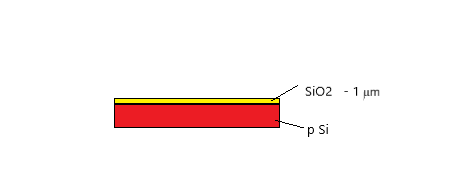 SiO2 - 1 μm
p Si